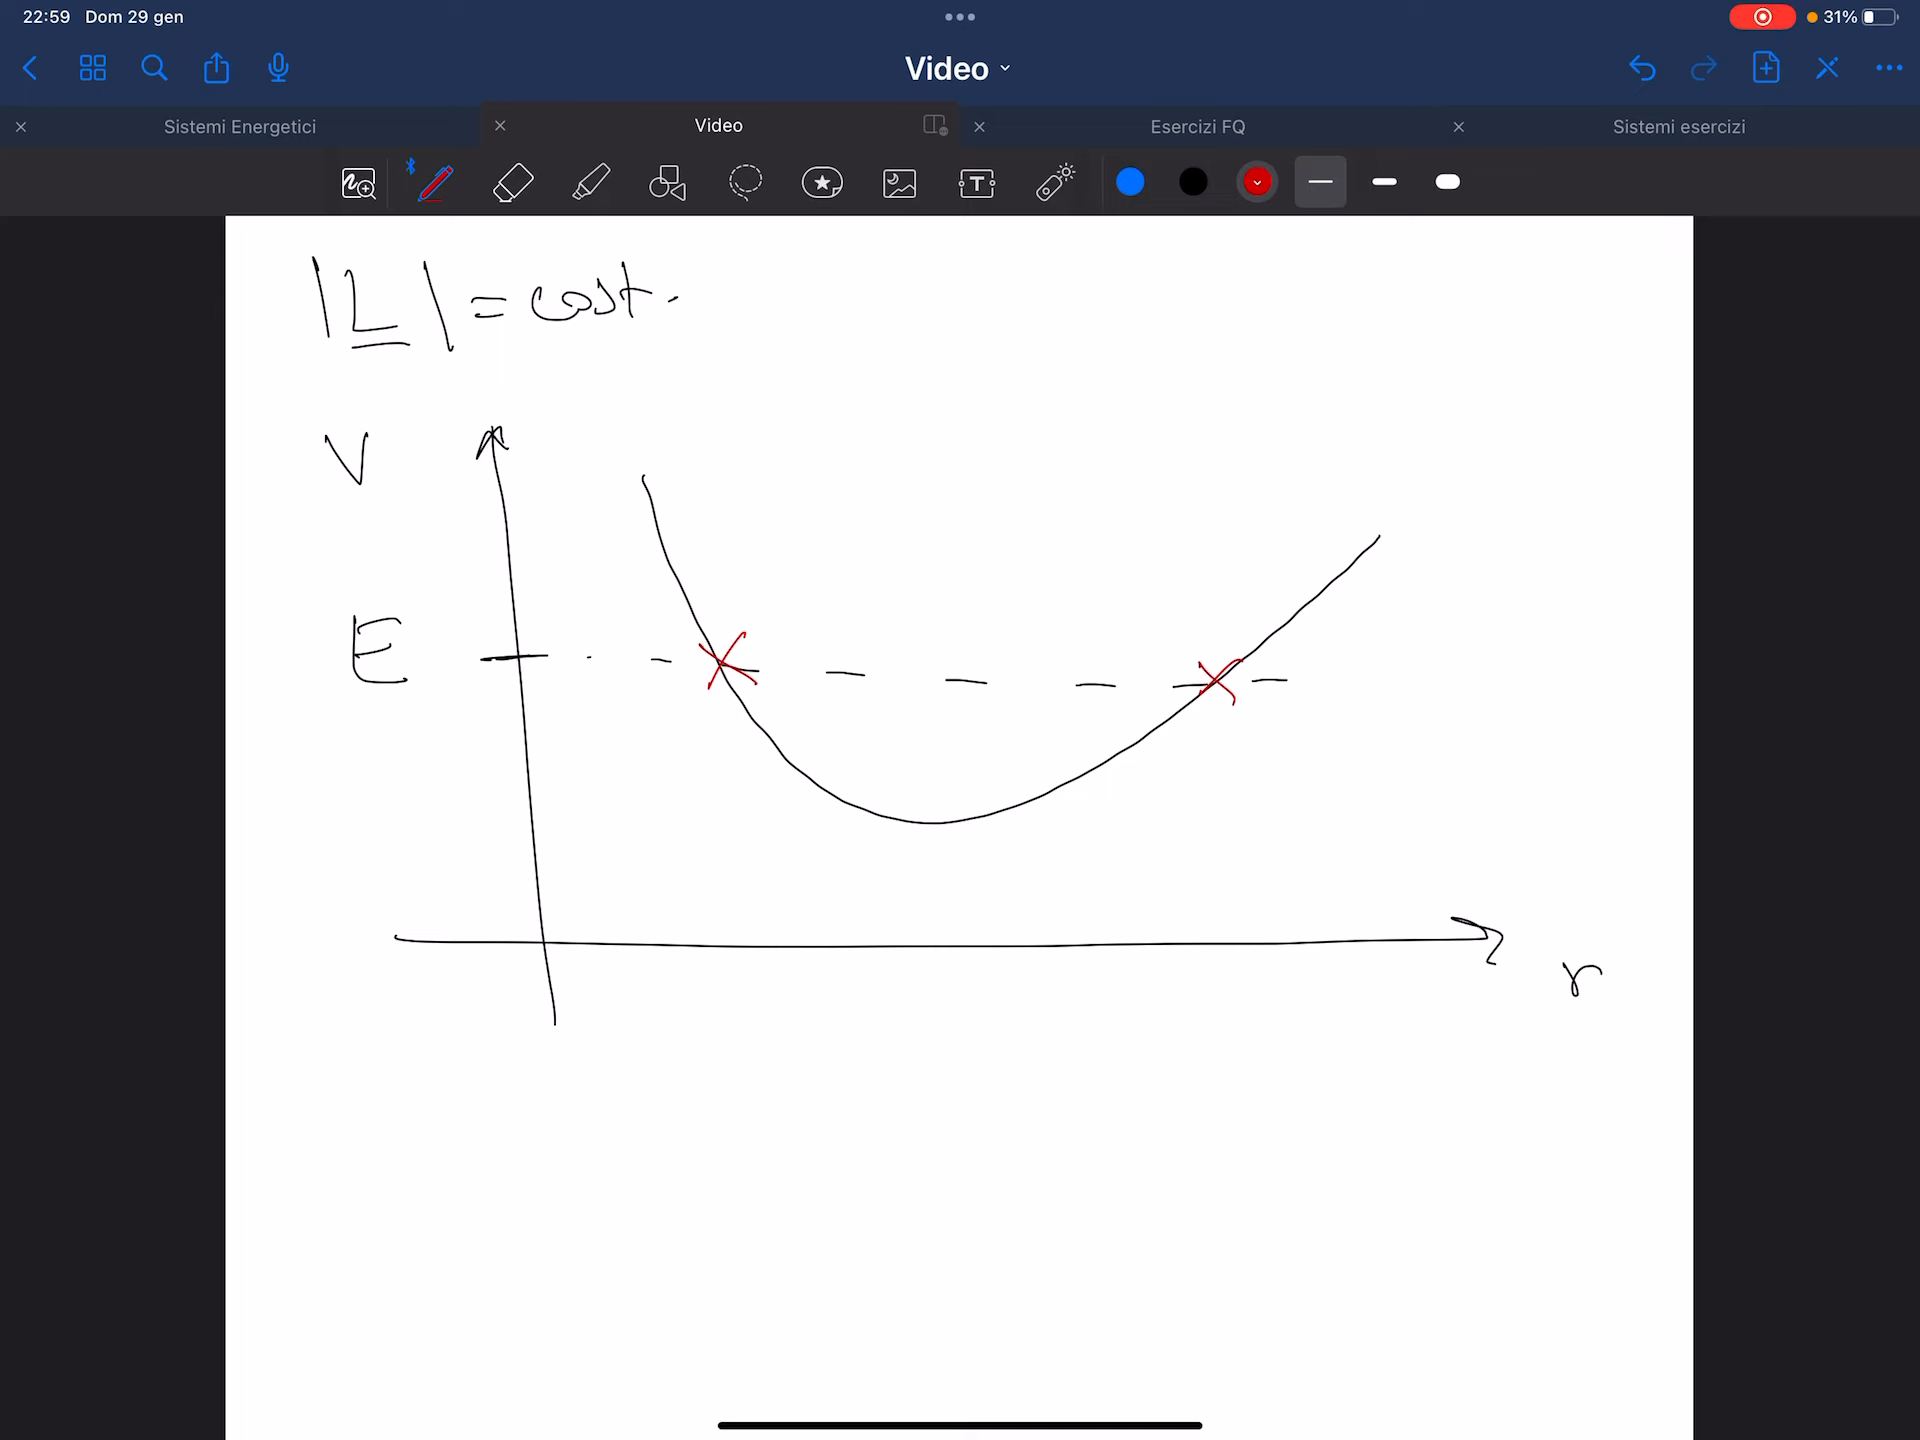 22:59 Dom 29 gen 31%
Video
Sistemi Energetici Video Esercizi FQ Sistemi esercizi
T
|L| = cost.
V
E
r